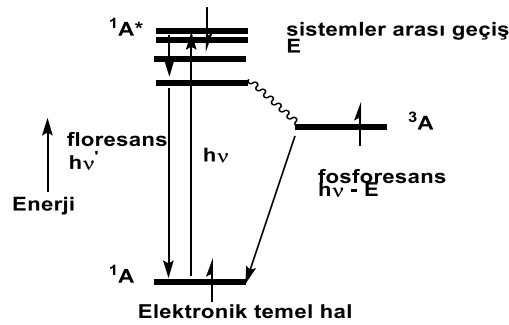 ¹A*
sistemler arası geçiş
E
³A
floresans
hν'
hν
fosforesans
hν - E
Enerji
¹A
Elektronik temel hal